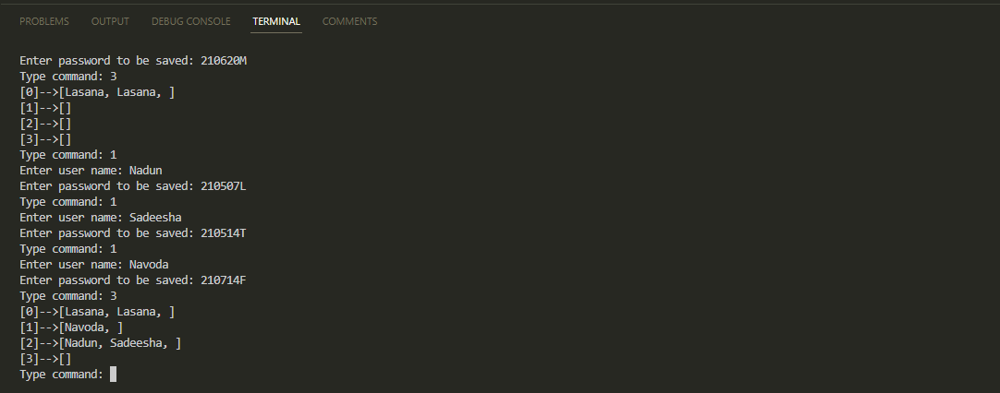 PROBLEMS OUTPUT DEBUG CONSOLE TERMINAL COMMENTS
Enter password to be saved: 210620M
Type command: 3
[0]-->[Lasana, Lasana, ]
[1]-->[]
[2]-->[]
[3]-->[]
Type command: 1
Enter user name: Nadun
Enter password to be saved: 210507L
Type command: 1
Enter user name: Sadeesha
Enter password to be saved: 210514T
Type command: 1
Enter user name: Navoda
Enter password to be saved: 210714F
Type command: 3
[0]-->[Lasana, Lasana, ]
[1]-->[Navoda, ]
[2]-->[Nadun, Sadeesha, ]
[3]-->[]
Type command: